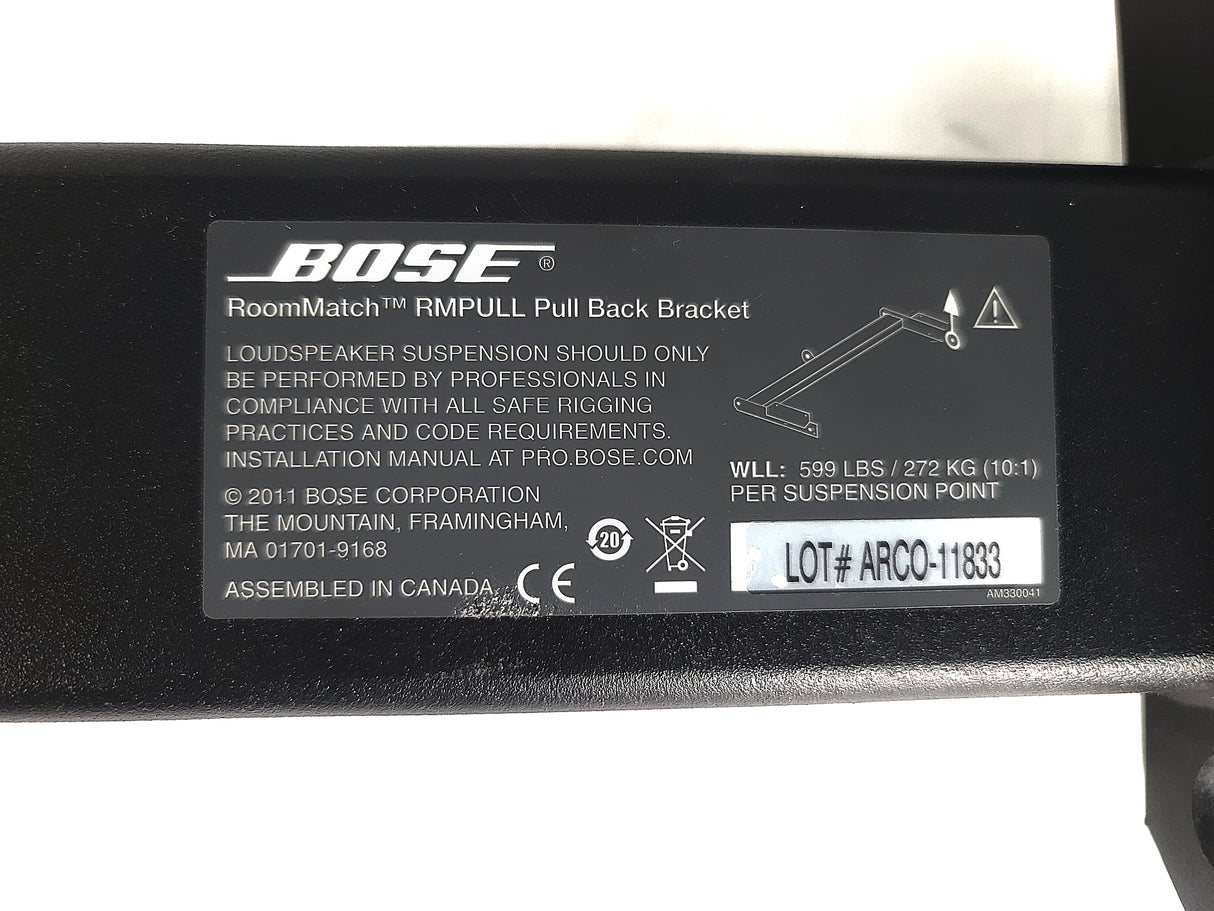 BOSE®
RoomMatch™ RMPULL Pull Back Bracket
LOUDSPEAKER SUSPENSION SHOULD ONLY
BE PERFORMED BY PROFESSIONALS IN
COMPLIANCE WITH ALL SAFE RIGGING
PRACTICES AND CODE REQUIREMENTS.
INSTALLATION MANUAL AT PRO.BOSE.COM
© 2011 BOSE CORPORATION
THE MOUNTAIN, FRAMINGHAM,
MA 01701-9168
ASSEMBLED IN CANADA
CE
20
WLL: 599 LBS / 272 KG (10:1)
PER SUSPENSION POINT
LOT# ARCO-11833
AM330041